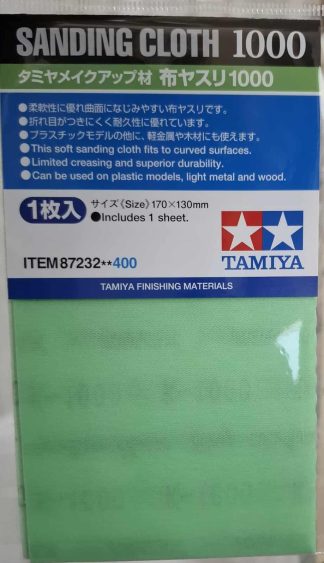 SANDING CLOTH 1000
タミヤメイクアップ材 布ヤスリ1000
●柔軟性に優れ曲面になじみやすい布ヤスリです。
●折れ目がつきにくく耐久性に優れています。
●プラスチックモデルの他に、軽金属や木材にも使えます。
●This soft sanding cloth fits to curved surfaces.
●Limited creasing and superior durability.
●Can be used on plastic models, light metal and wood.
1枚入
サイズ《Size》170×130mm
●Includes 1 sheet.
ITEM87232**400
TAMIYA
TAMIYA FINISHING MATERIALS